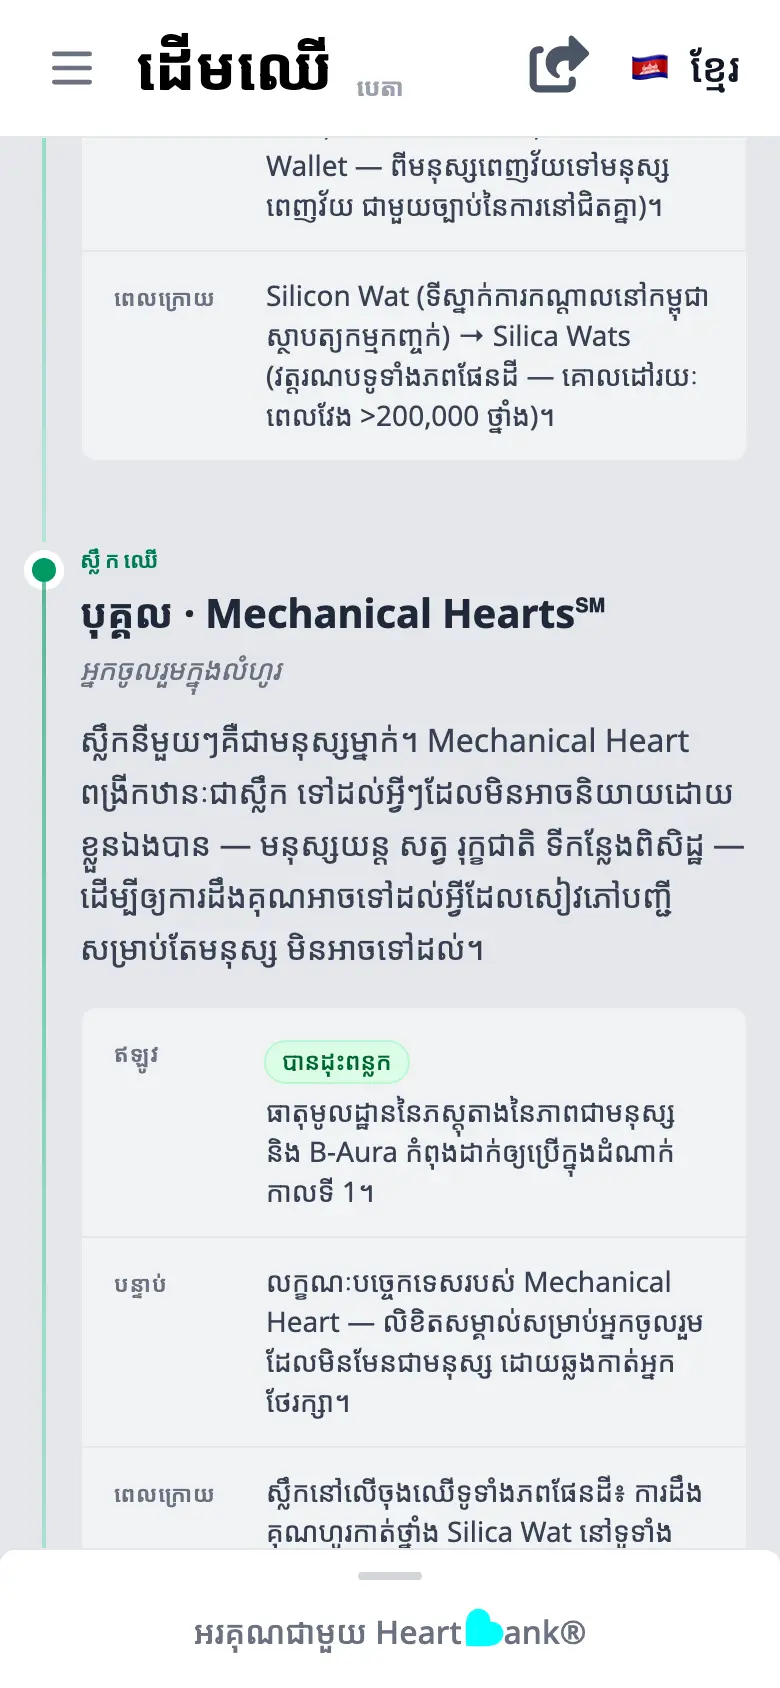 ដើមឈើ បេតា
ខ្មែរ
Wallet — ពីមនុស្សពេញវ័យទៅមនុស្ស
ពេញវ័យ ជាមួយច្បាប់នៃការនៅជិតគ្នា)។
ពេលក្រោយ
Silicon Wat (ទីស្នាក់ការកណ្តាលនៅកម្ពុជា
ស្ថាបត្យកម្មកញ្ចក់) → Silica Wats
(វត្តរណបទូទាំងភពផែនដី — គោលដៅរយៈ
ពេលវែង >200,000 ថ្នាំង)។
ស្លឹកឈើ
បុគ្គល · Mechanical Hearts℠
អ្នកចូលរួមក្នុងលំហូរ
ស្លឹកនីមួយៗគឺជាមនុស្សម្នាក់។ Mechanical Heart
ពង្រីកឋានៈជាស្លឹក ទៅដល់អ្វីៗដែលមិនអាចនិយាយដោយ
ខ្លួនឯងបាន — មនុស្សយន្ត សត្វ រុក្ខជាតិ ទីកន្លែងពិសិដ្ឋ —
ដើម្បីឲ្យការដឹងគុណអាចទៅដល់អ្វីដែលសៀវភៅបញ្ជី
សម្រាប់តែមនុស្ស មិនអាចទៅដល់។
ឥឡូវ
បានដុះពន្លក
ធាតុមូលដ្ឋាននៃភស្តុតាងនៃភាពជាមនុស្ស
និង B-Aura កំពុងដាក់ឲ្យប្រើក្នុងដំណាក់
កាលទី 1។
បន្ទាប់
លក្ខណៈបច្ចេកទេសរបស់ Mechanical
Heart — លិខិតសម្គាល់សម្រាប់អ្នកចូលរួម
ដែលមិនមែនជាមនុស្ស ដោយឆ្លងកាត់អ្នក
ថែរក្សា។
ពេលក្រោយ
ស្លឹកនៅលើចុងឈើទូទាំងភពផែនដី៖ ការដឹង
គុណហូរកាត់ថ្នាំង Silica Wat នៅទូទាំង
អរគុណជាមួយ Heartbank®